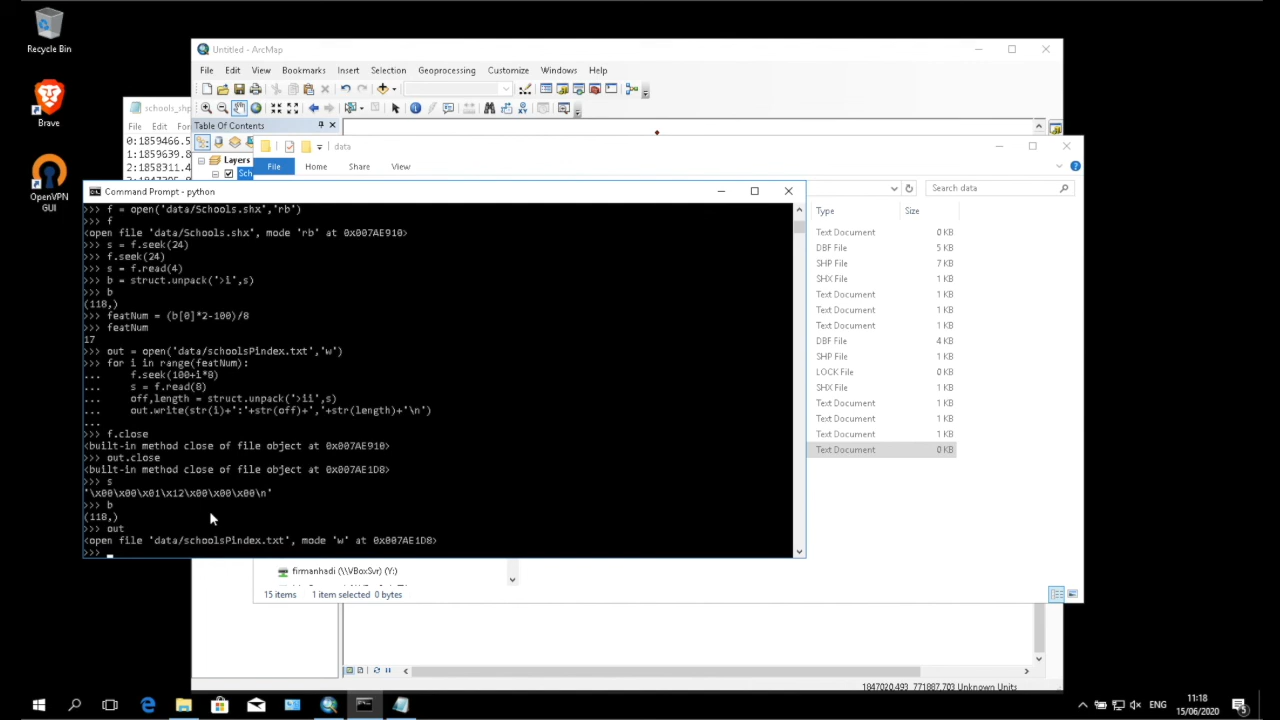 Recycle Bin
Brave
OpenVPN
GUI
Untitled - ArcMap
File Edit View Bookmarks Insert Selection Geoprocessing Customize Windows Help
schools_shp
File Edit
Table Of Contents
0:1859466.5
1:1859639.8
2:1858311.4
Layers
Sch
data
File Home Share View
Search data
Type Size
Text Document 0 KB
DBF File 5 KB
SHP File 7 KB
SHX File 1 KB
Text Document 1 KB
Text Document 1 KB
Text Document 1 KB
DBF File 4 KB
SHP File 1 KB
LOCK File 0 KB
SHX File 1 KB
Text Document 1 KB
Text Document 1 KB
Text Document 1 KB
Text Document 0 KB
Command Prompt - python
>>> f = open('data/Schools.shx','rb')
>>> f
<open file 'data/Schools.shx', mode 'rb' at 0x007AE910>
>>> s = f.seek(24)
>>> f.seek(24)
>>> s = f.read(4)
>>> b = struct.unpack('>i',s)
>>> b
(118,)
>>> featNum = (b[0]*2-100)/8
>>> featNum
17
>>> out = open('data/schoolsPindex.txt','w')
>>> for i in range(featNum):
... f.seek(100+i*8)
... s = f.read(8)
... off,length = struct.unpack('>ii',s)
... out.write(str(i)+':'+str(off)+','+str(length)+'\n')
...
>>> f.close
<built-in method close of file object at 0x007AE910>
>>> out.close
<built-in method close of file object at 0x007AE1D8>
>>> s
'\x00\x00\x01\x12\x00\x00\x00\n'
>>> b
(118,)
>>> out
<open file 'data/schoolsPindex.txt', mode 'w' at 0x007AE1D8>
>>>
firmanhadi (\\VBoxSvr) (Y:)
15 items 1 item selected 0 bytes
1847020.493 771887.703 Unknown Units
ENG
11:18
15/06/2020
5